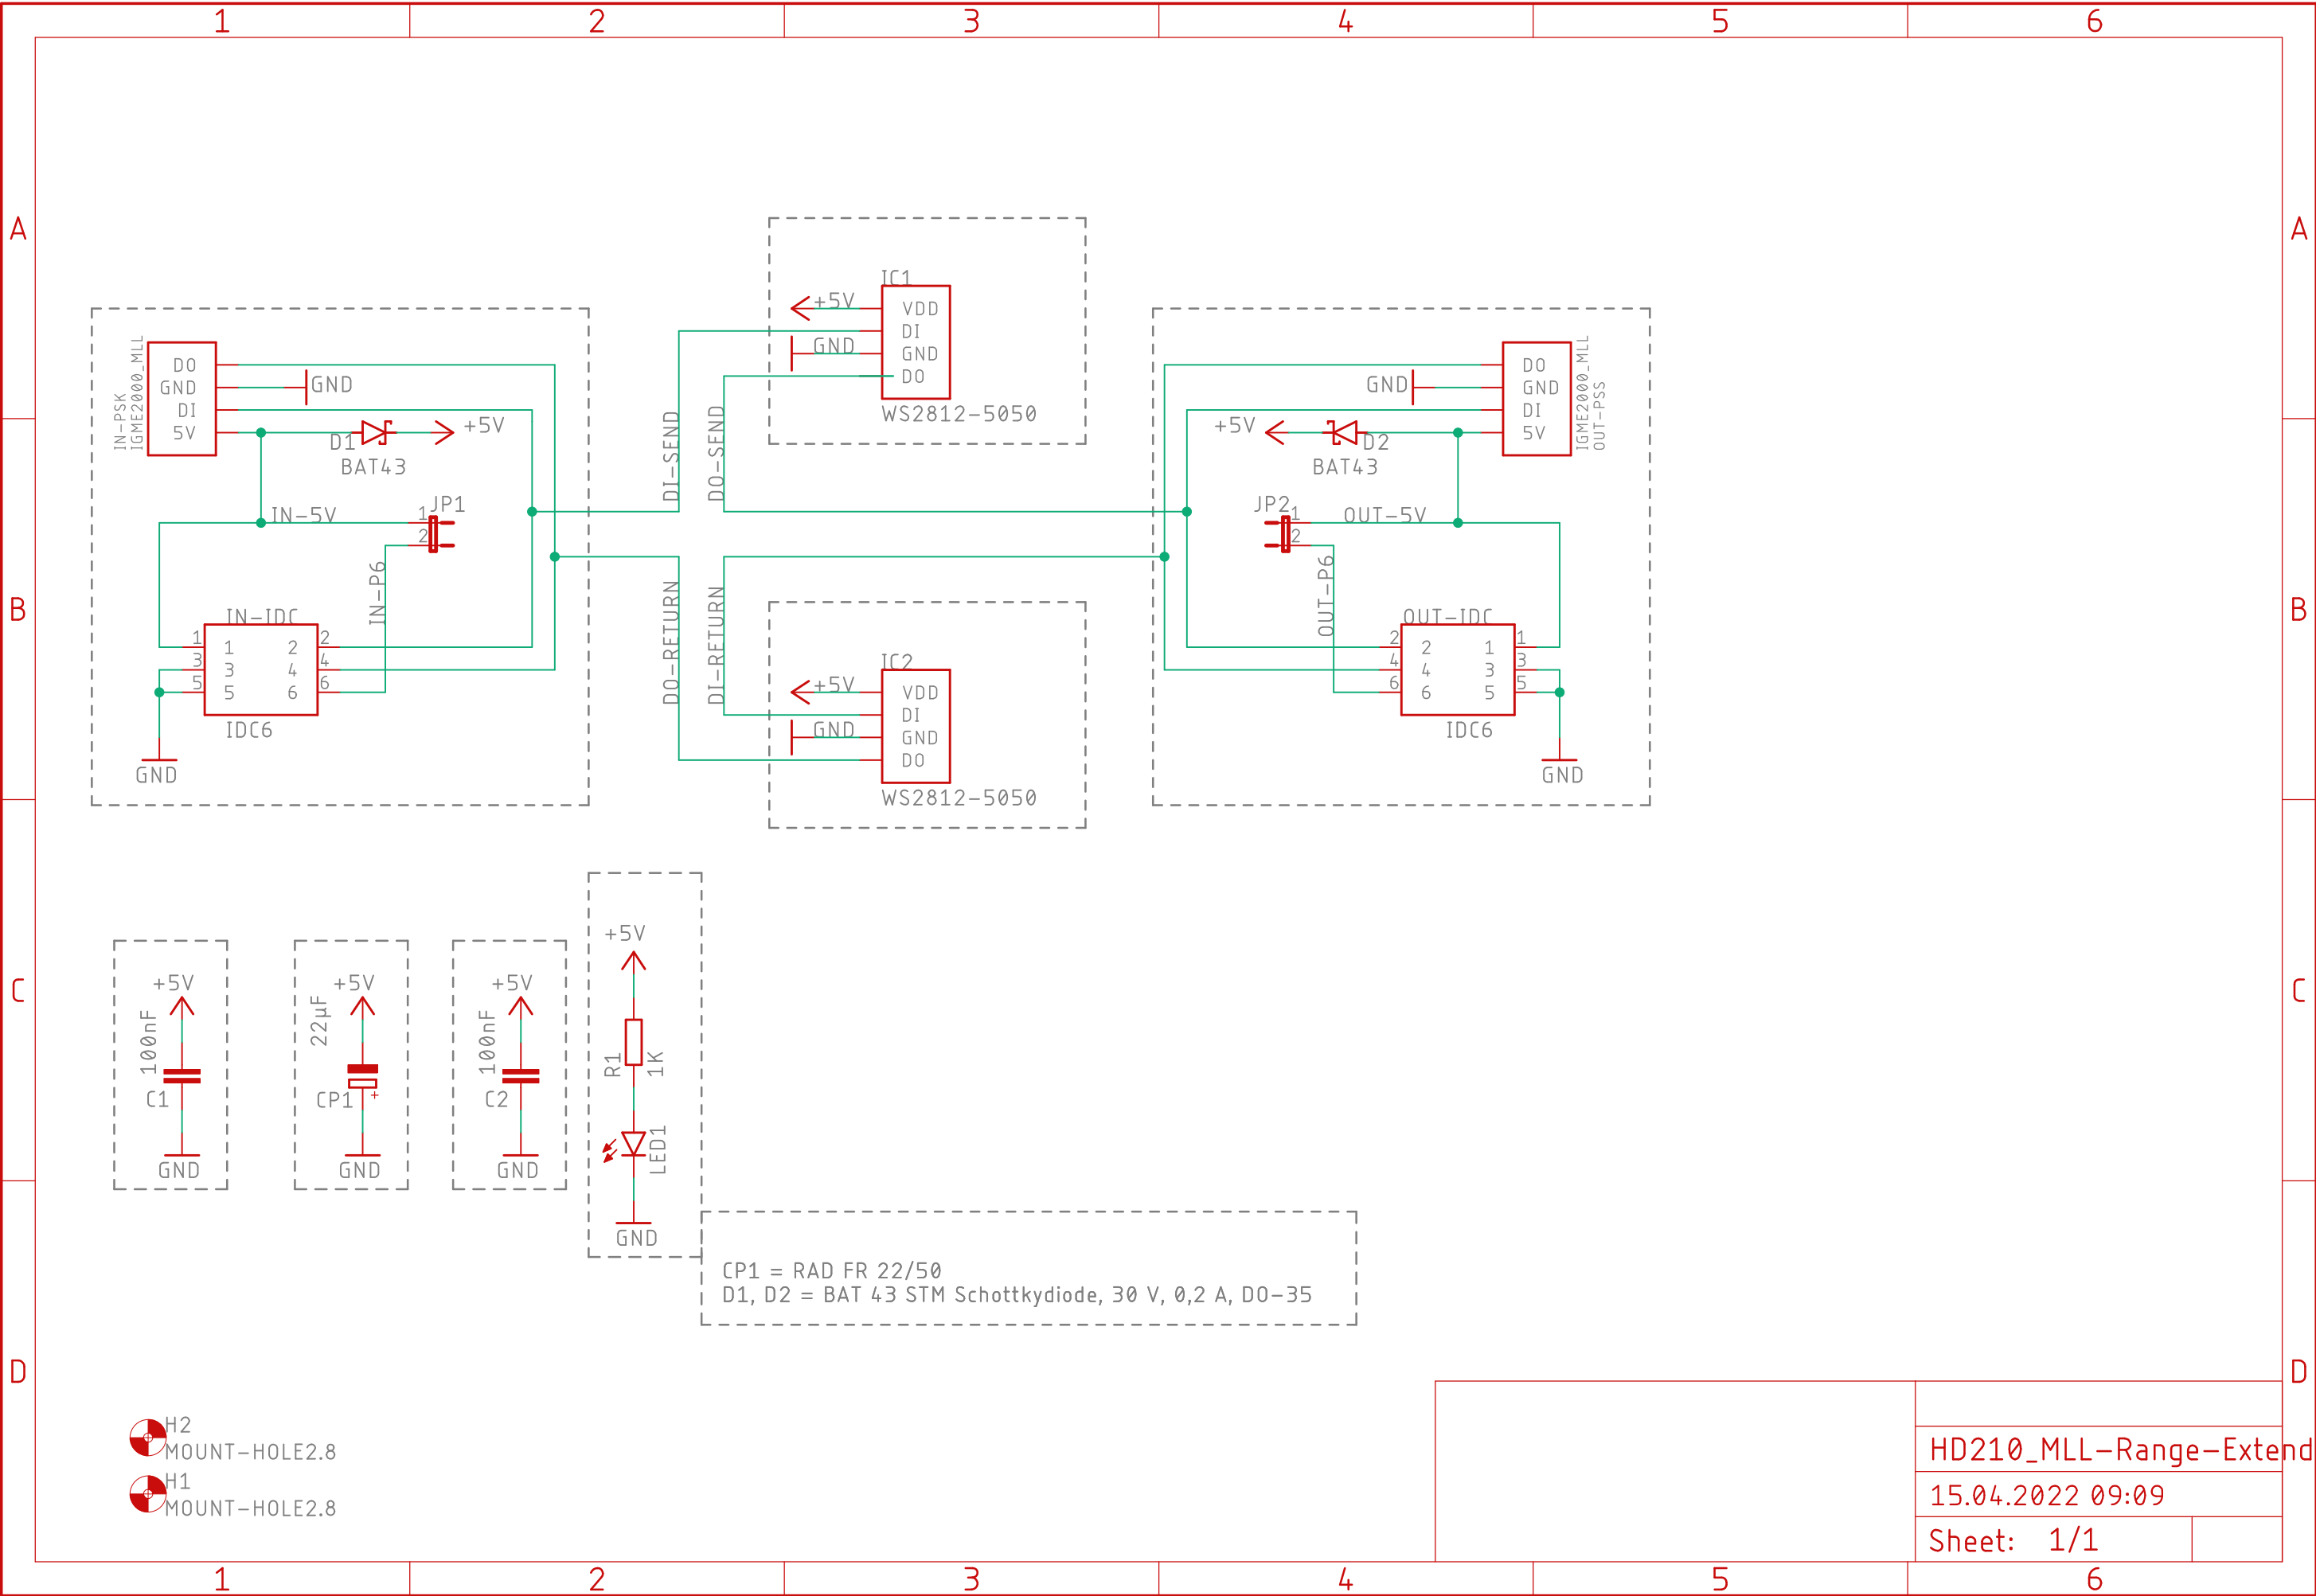 1 2 3 4 5 6
A A
IC1
+5V
VDD
DI
GND
GND
DO
WS2812-5050
IN-PSK
IGME2000_MLL
DO
GND
DI
5V
GND
D1
BAT43
+5V
DI-SEND
DO-SEND
GND
+5V
D2
BAT43
DO
GND
DI
5V
IGME2000_MLL
OUT-PSS
IN-5V
JP1
1
2
IN-P6
JP2
1
2
OUT-5V
OUT-P6
B B
IN-IDC
1 1 2 2
3 3 4 4
5 5 6 6
IDC6
GND
DO-RETURN
DI-RETURN
IC2
+5V
VDD
DI
GND
GND
DO
WS2812-5050
OUT-IDC
2 2 1 1
4 4 3 3
6 6 5 5
IDC6
GND
C C
+5V
100nF
C1
GND
+5V
22µF
CP1
+
GND
+5V
100nF
C2
GND
+5V
R1
1K
LED1
GND
CP1 = RAD FR 22/50
D1, D2 = BAT 43 STM Schottkydiode, 30 V, 0,2 A, DO-35
D D
H2
MOUNT-HOLE2.8
H1
MOUNT-HOLE2.8
HD210_MLL-Range-Extend
15.04.2022 09:09
Sheet: 1/1
1 2 3 4 5 6